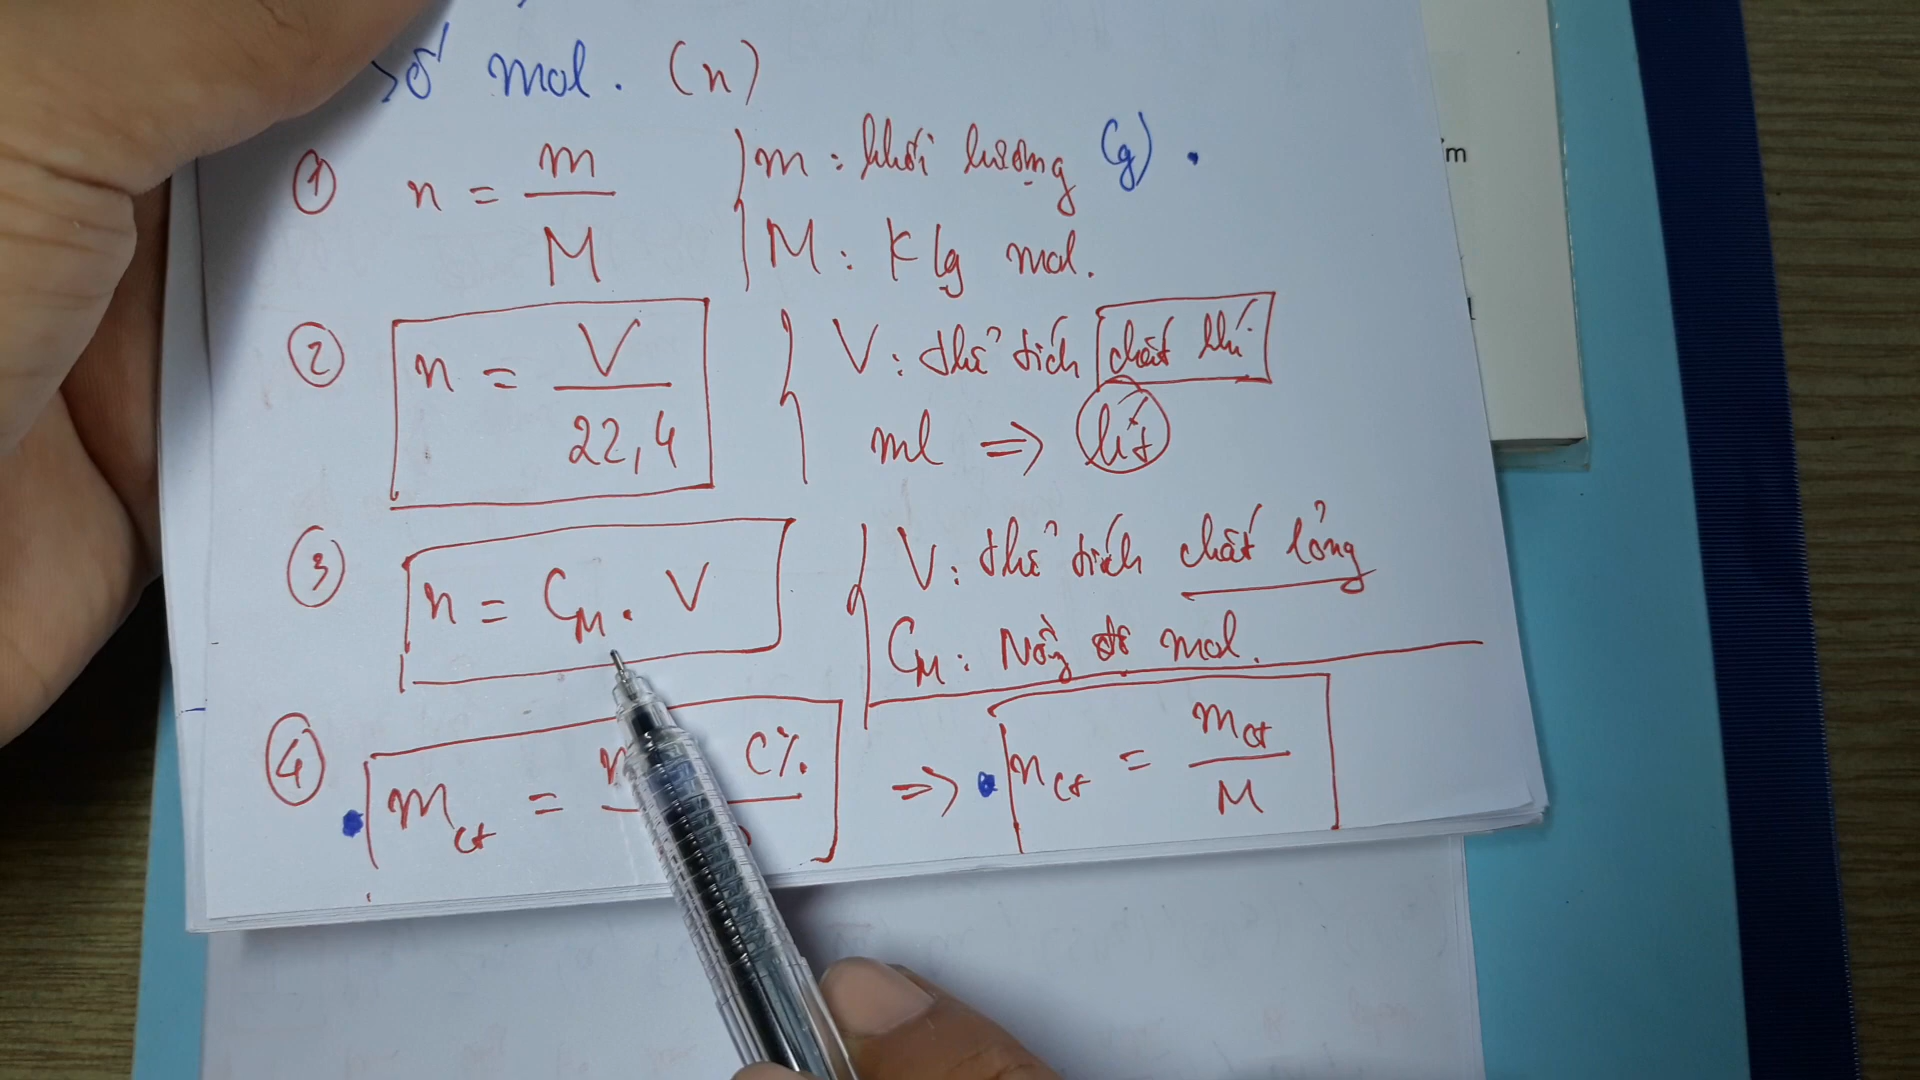 số mol. (n)
① n = m / M
m: khối lượng (g).
M: Klg mol.
② n = V / 22,4
V: thể tích chất khí
ml => lít
③ n = CM . V
V: thể tích chất lỏng
CM: Nồng độ mol.
④ mct = C%
=> nct = mct / M
m